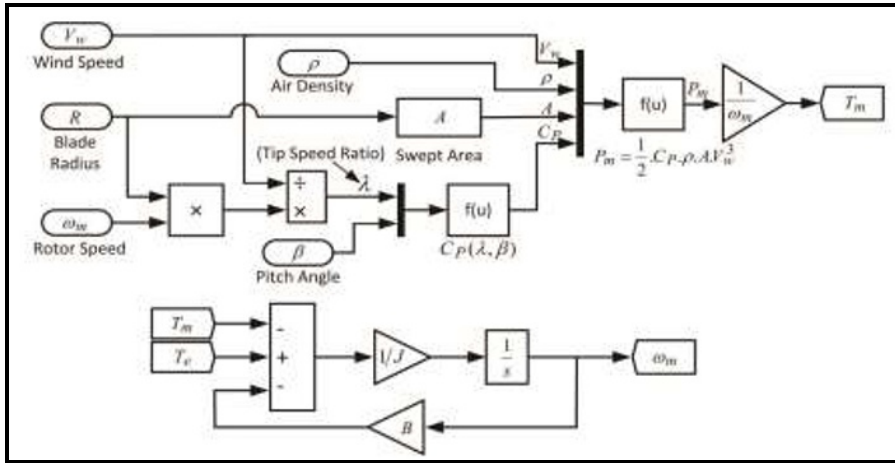 V_w
Wind Speed
ρ
Air Density
R
Blade
Radius
A
Swept Area
(Tip Speed Ratio)
λ
÷
×
×
ω_m
Rotor Speed
β
Pitch Angle
f(u)
C_P(λ, β)
V_w
ρ
A
C_P
f(u)
P_m = 1/2 .C_P.ρ.A.V_w^3
P_m
1/ω_m
T_m
T_m
T_e
-
+
-
1/J
1/s
ω_m
B